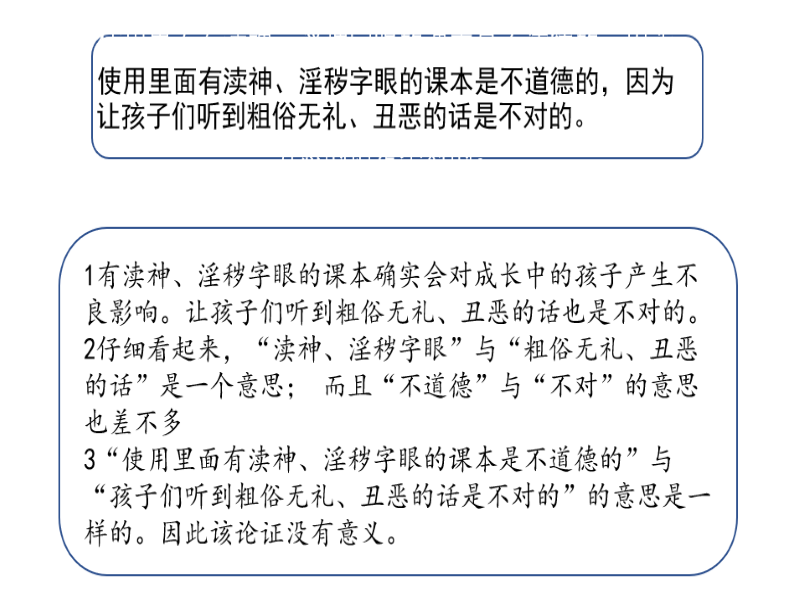 使用里面有渎神、淫秽字眼的课本是不道德的，因为
让孩子们听到粗俗无礼、丑恶的话是不对的。
1有渎神、淫秽字眼的课本确实会对成长中的孩子产生不
良影响。让孩子们听到粗俗无礼、丑恶的话也是不对的。
2仔细看起来，“渎神、淫秽字眼”与“粗俗无礼、丑恶
的话”是一个意思； 而且“不道德”与“不对”的意思
也差不多
3“使用里面有渎神、淫秽字眼的课本是不道德的”与
“孩子们听到粗俗无礼、丑恶的话是不对的”的意思是一
样的。因此该论证没有意义。